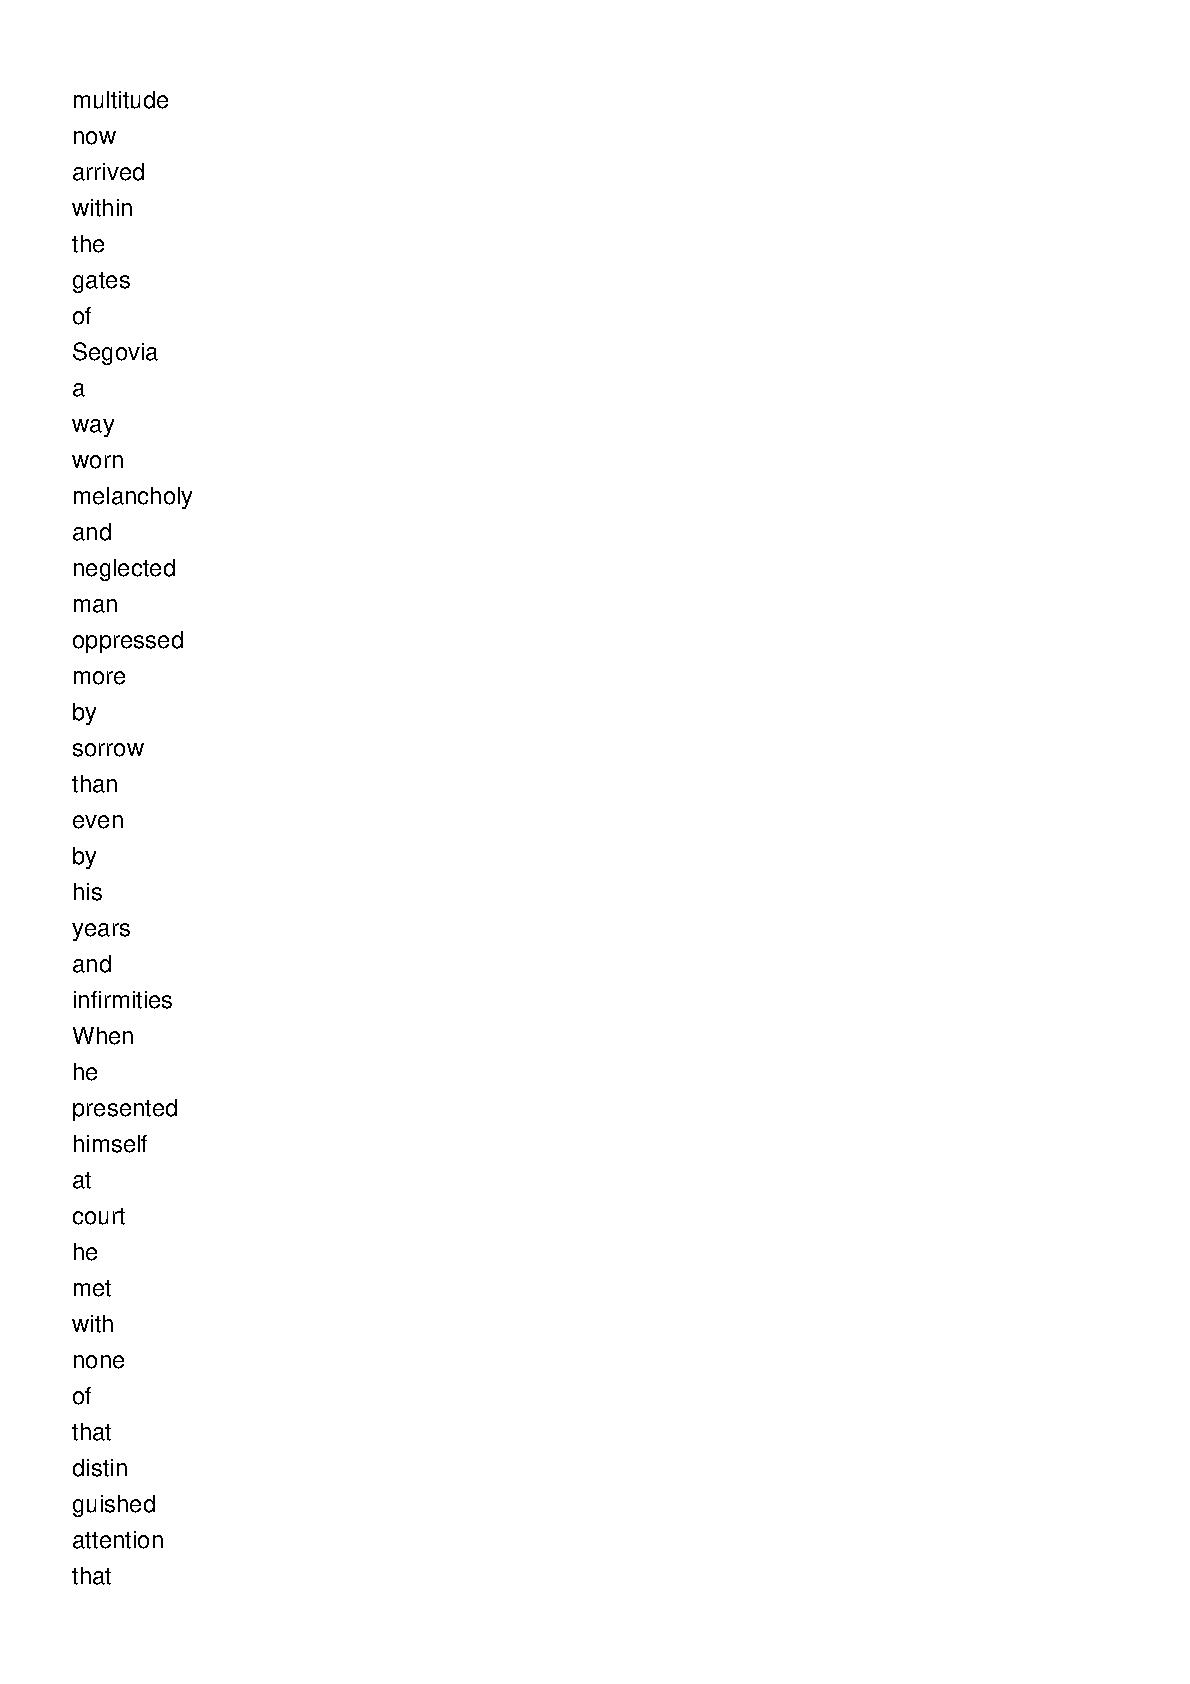 multitude
now
arrived
within
the
gates
of
Segovia
a
way
worn
melancholy
and
neglected
man
oppressed
more
by
sorrow
than
even
by
his
years
and
infirmities
When
he
presented
himself
at
court
he
met
with
none
of
that
distin
guished
attention
that